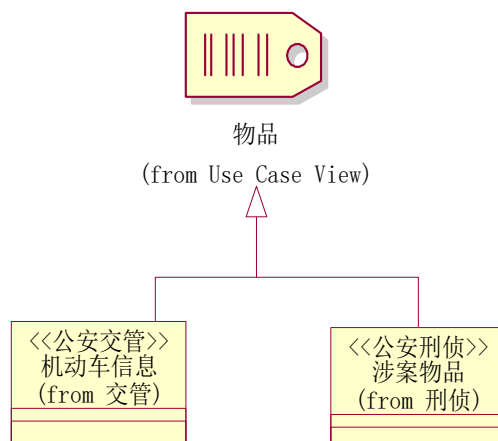 物品
(from Use Case View)
<<公安交管>>
机动车信息
(from 交管)
<<公安刑侦>>
涉案物品
(from 刑侦)